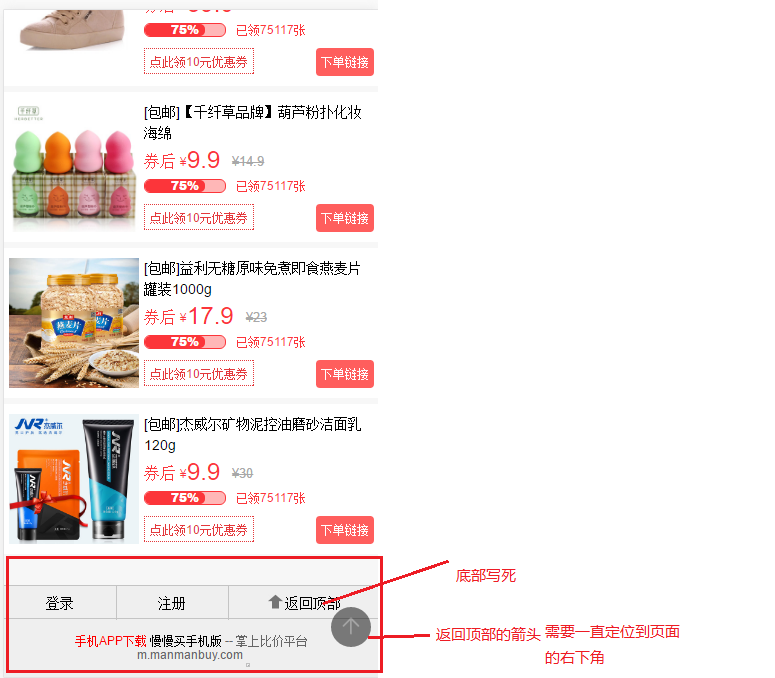 75%
已领75117张
点此领10元优惠券
下单链接
[包邮]【千纤草品牌】葫芦粉扑化妆
海绵
券后 ¥9.9 ¥14.9
75%
已领75117张
点此领10元优惠券
下单链接
[包邮]益利无糖原味免煮即食燕麦片
罐装1000g
券后 ¥17.9 ¥23
75%
已领75117张
点此领10元优惠券
下单链接
燕麦片
JVR 杰威尔
[包邮]杰威尔矿物泥控油磨砂洁面乳
120g
券后 ¥9.9 ¥30
75%
已领75117张
点此领10元优惠券
下单链接
登录
注册
返回顶部
手机APP下载 慢慢买手机版 -- 掌上比价平台
m.manmanbuy.com
底部写死
返回顶部的箭头 需要一直定位到页面
的右下角